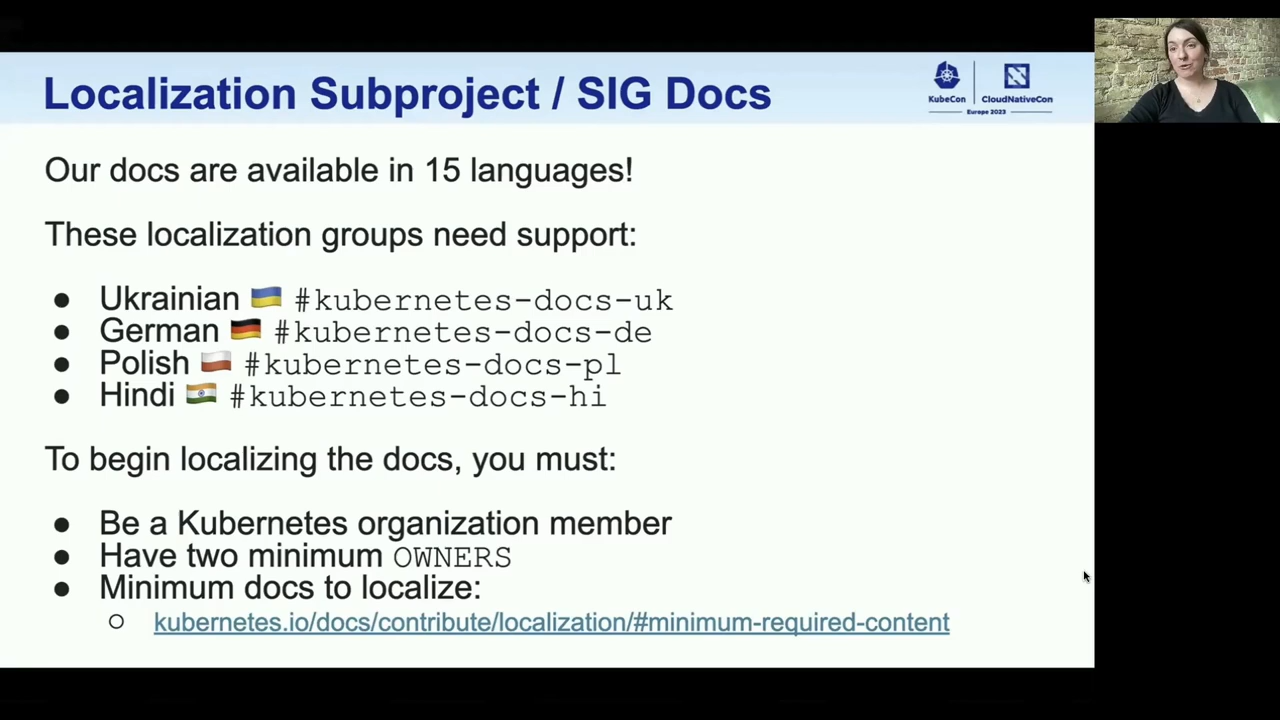 Localization Subproject / SIG Docs
KubeCon
CloudNativeCon
Europe 2023
Our docs are available in 15 languages!
These localization groups need support:
● Ukrainian 🇺🇦 #kubernetes-docs-uk
● German 🇩🇪 #kubernetes-docs-de
● Polish 🇵🇱 #kubernetes-docs-pl
● Hindi 🇮🇳 #kubernetes-docs-hi
To begin localizing the docs, you must:
● Be a Kubernetes organization member
● Have two minimum OWNERS
● Minimum docs to localize:
○ kubernetes.io/docs/contribute/localization/#minimum-required-content